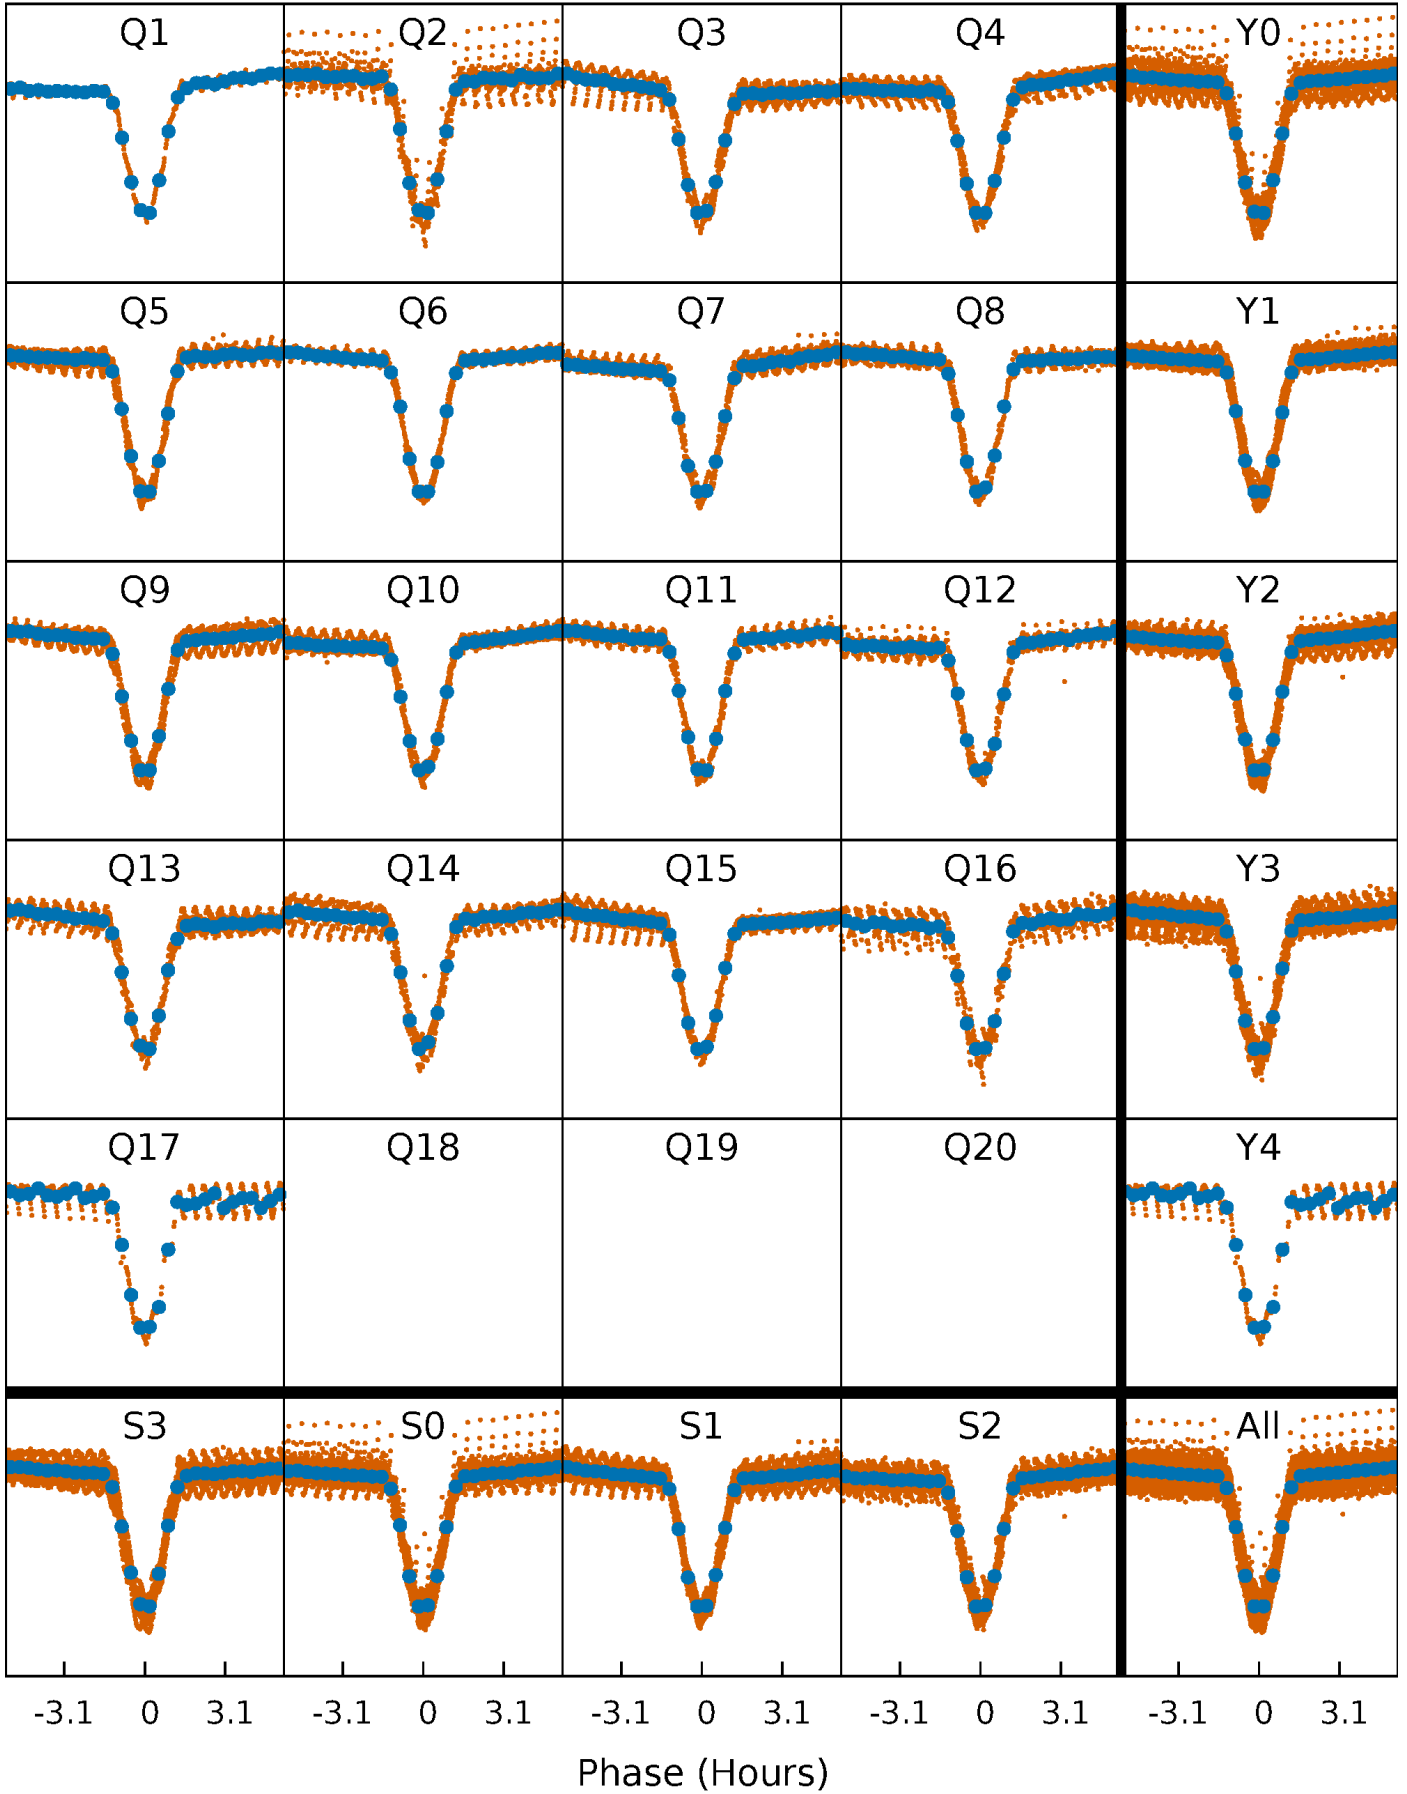 Q1 Q2 Q3 Q4 Y0
Q5 Q6 Q7 Q8 Y1
Q9 Q10 Q11 Q12 Y2
Q13 Q14 Q15 Q16 Y3
Q17 Q18 Q19 Q20 Y4
S3 S0 S1 S2 All
-3.1 0 3.1 -3.1 0 3.1 -3.1 0 3.1 -3.1 0 3.1 -3.1 0 3.1
Phase (Hours)